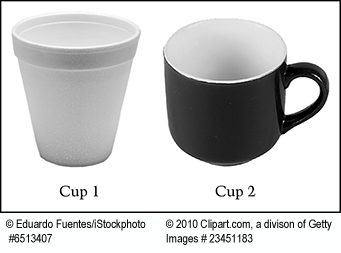 Cup 1
Cup 2
© Eduardo Fuentes/iStockphoto
#6513407
© 2010 Clipart.com, a divison of Getty
Images # 23451183